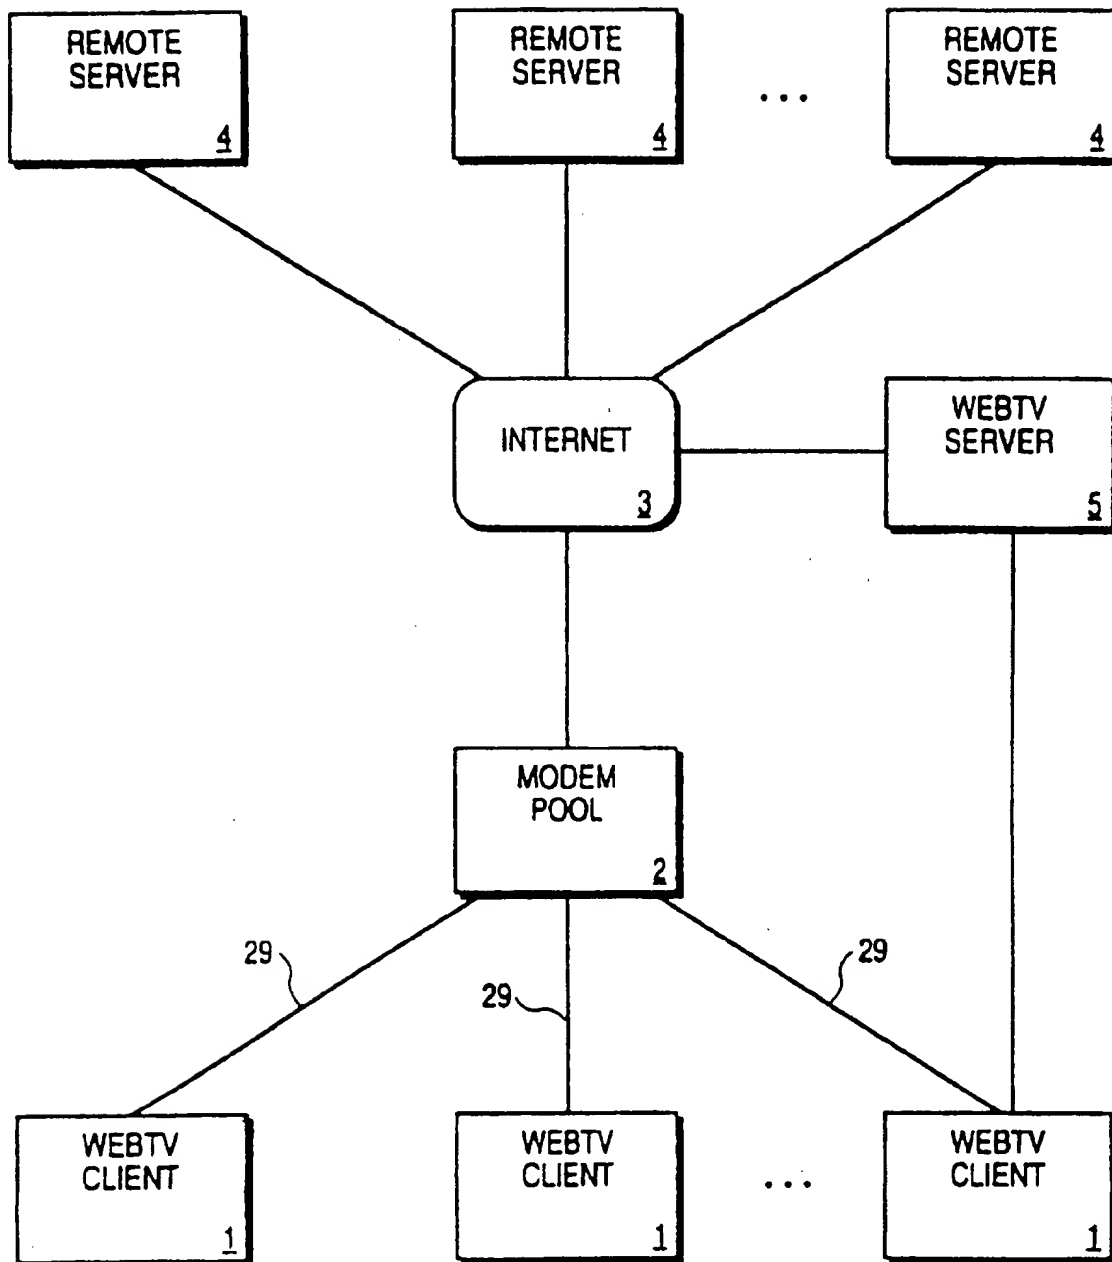 REMOTE
SERVER
4
REMOTE
SERVER
4
...
REMOTE
SERVER
4
INTERNET
3
WEBTV
SERVER
5
MODEM
POOL
2
29
29
29
WEBTV
CLIENT
1
WEBTV
CLIENT
1
...
WEBTV
CLIENT
1